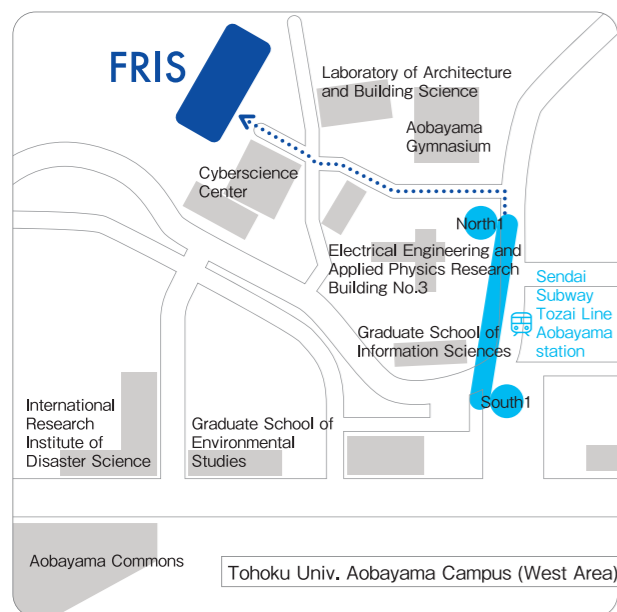 FRIS
Laboratory of Architecture
and Building Science
Aobayama
Gymnasium
Cyberscience
Center
North1
Electrical Engineering and
Applied Physics Research
Building No.3
Sendai
Subway
Tozai Line
Aobayama
station
Graduate School of
Information Sciences
South1
International
Research
Institute of
Disaster Science
Graduate School of
Environmental
Studies
Aobayama Commons
Tohoku Univ. Aobayama Campus (West Area)